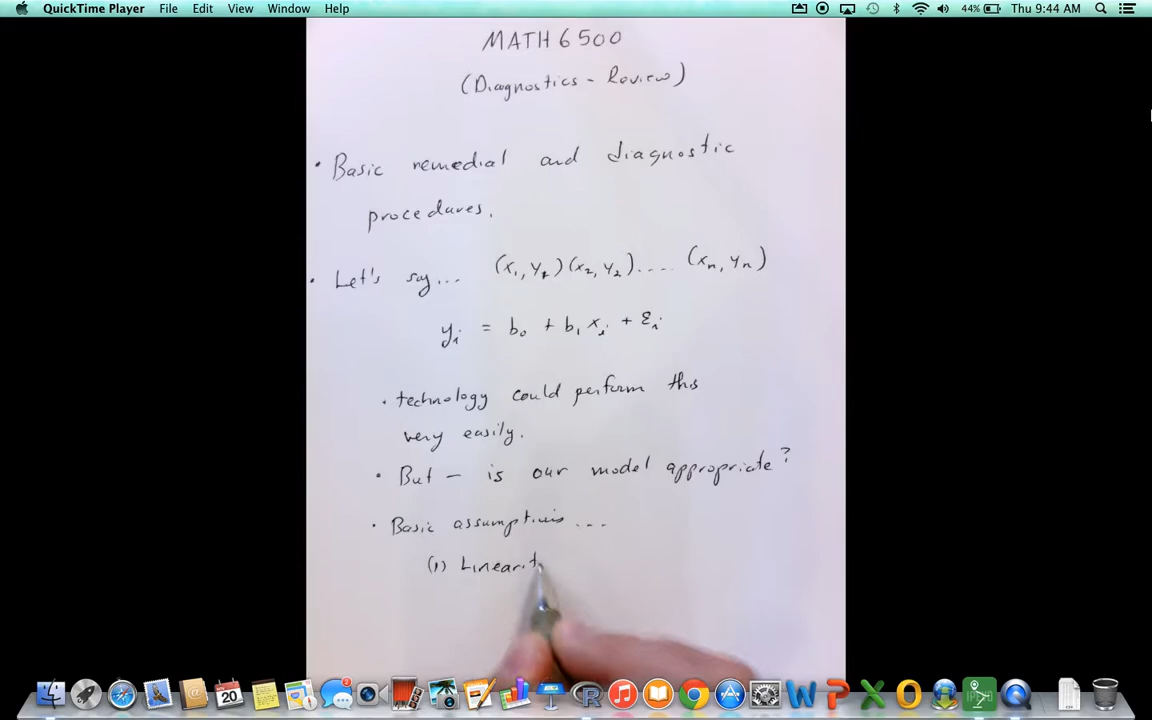 QuickTime Player File Edit View Window Help 44% Thu 9:44 AM
MATH 6500
(Diagnostics - Review)
• Basic remedial and diagnostic
procedures.
• Let's say... (x₁, y₁)(x₂, y₂).... (xₙ, yₙ)
yᵢ = b₀ + b₁ xᵢ + εᵢ
• technology could perform this
very easily.
• But – is our model appropriate?
• Basic assumptions...
(1) Linearit